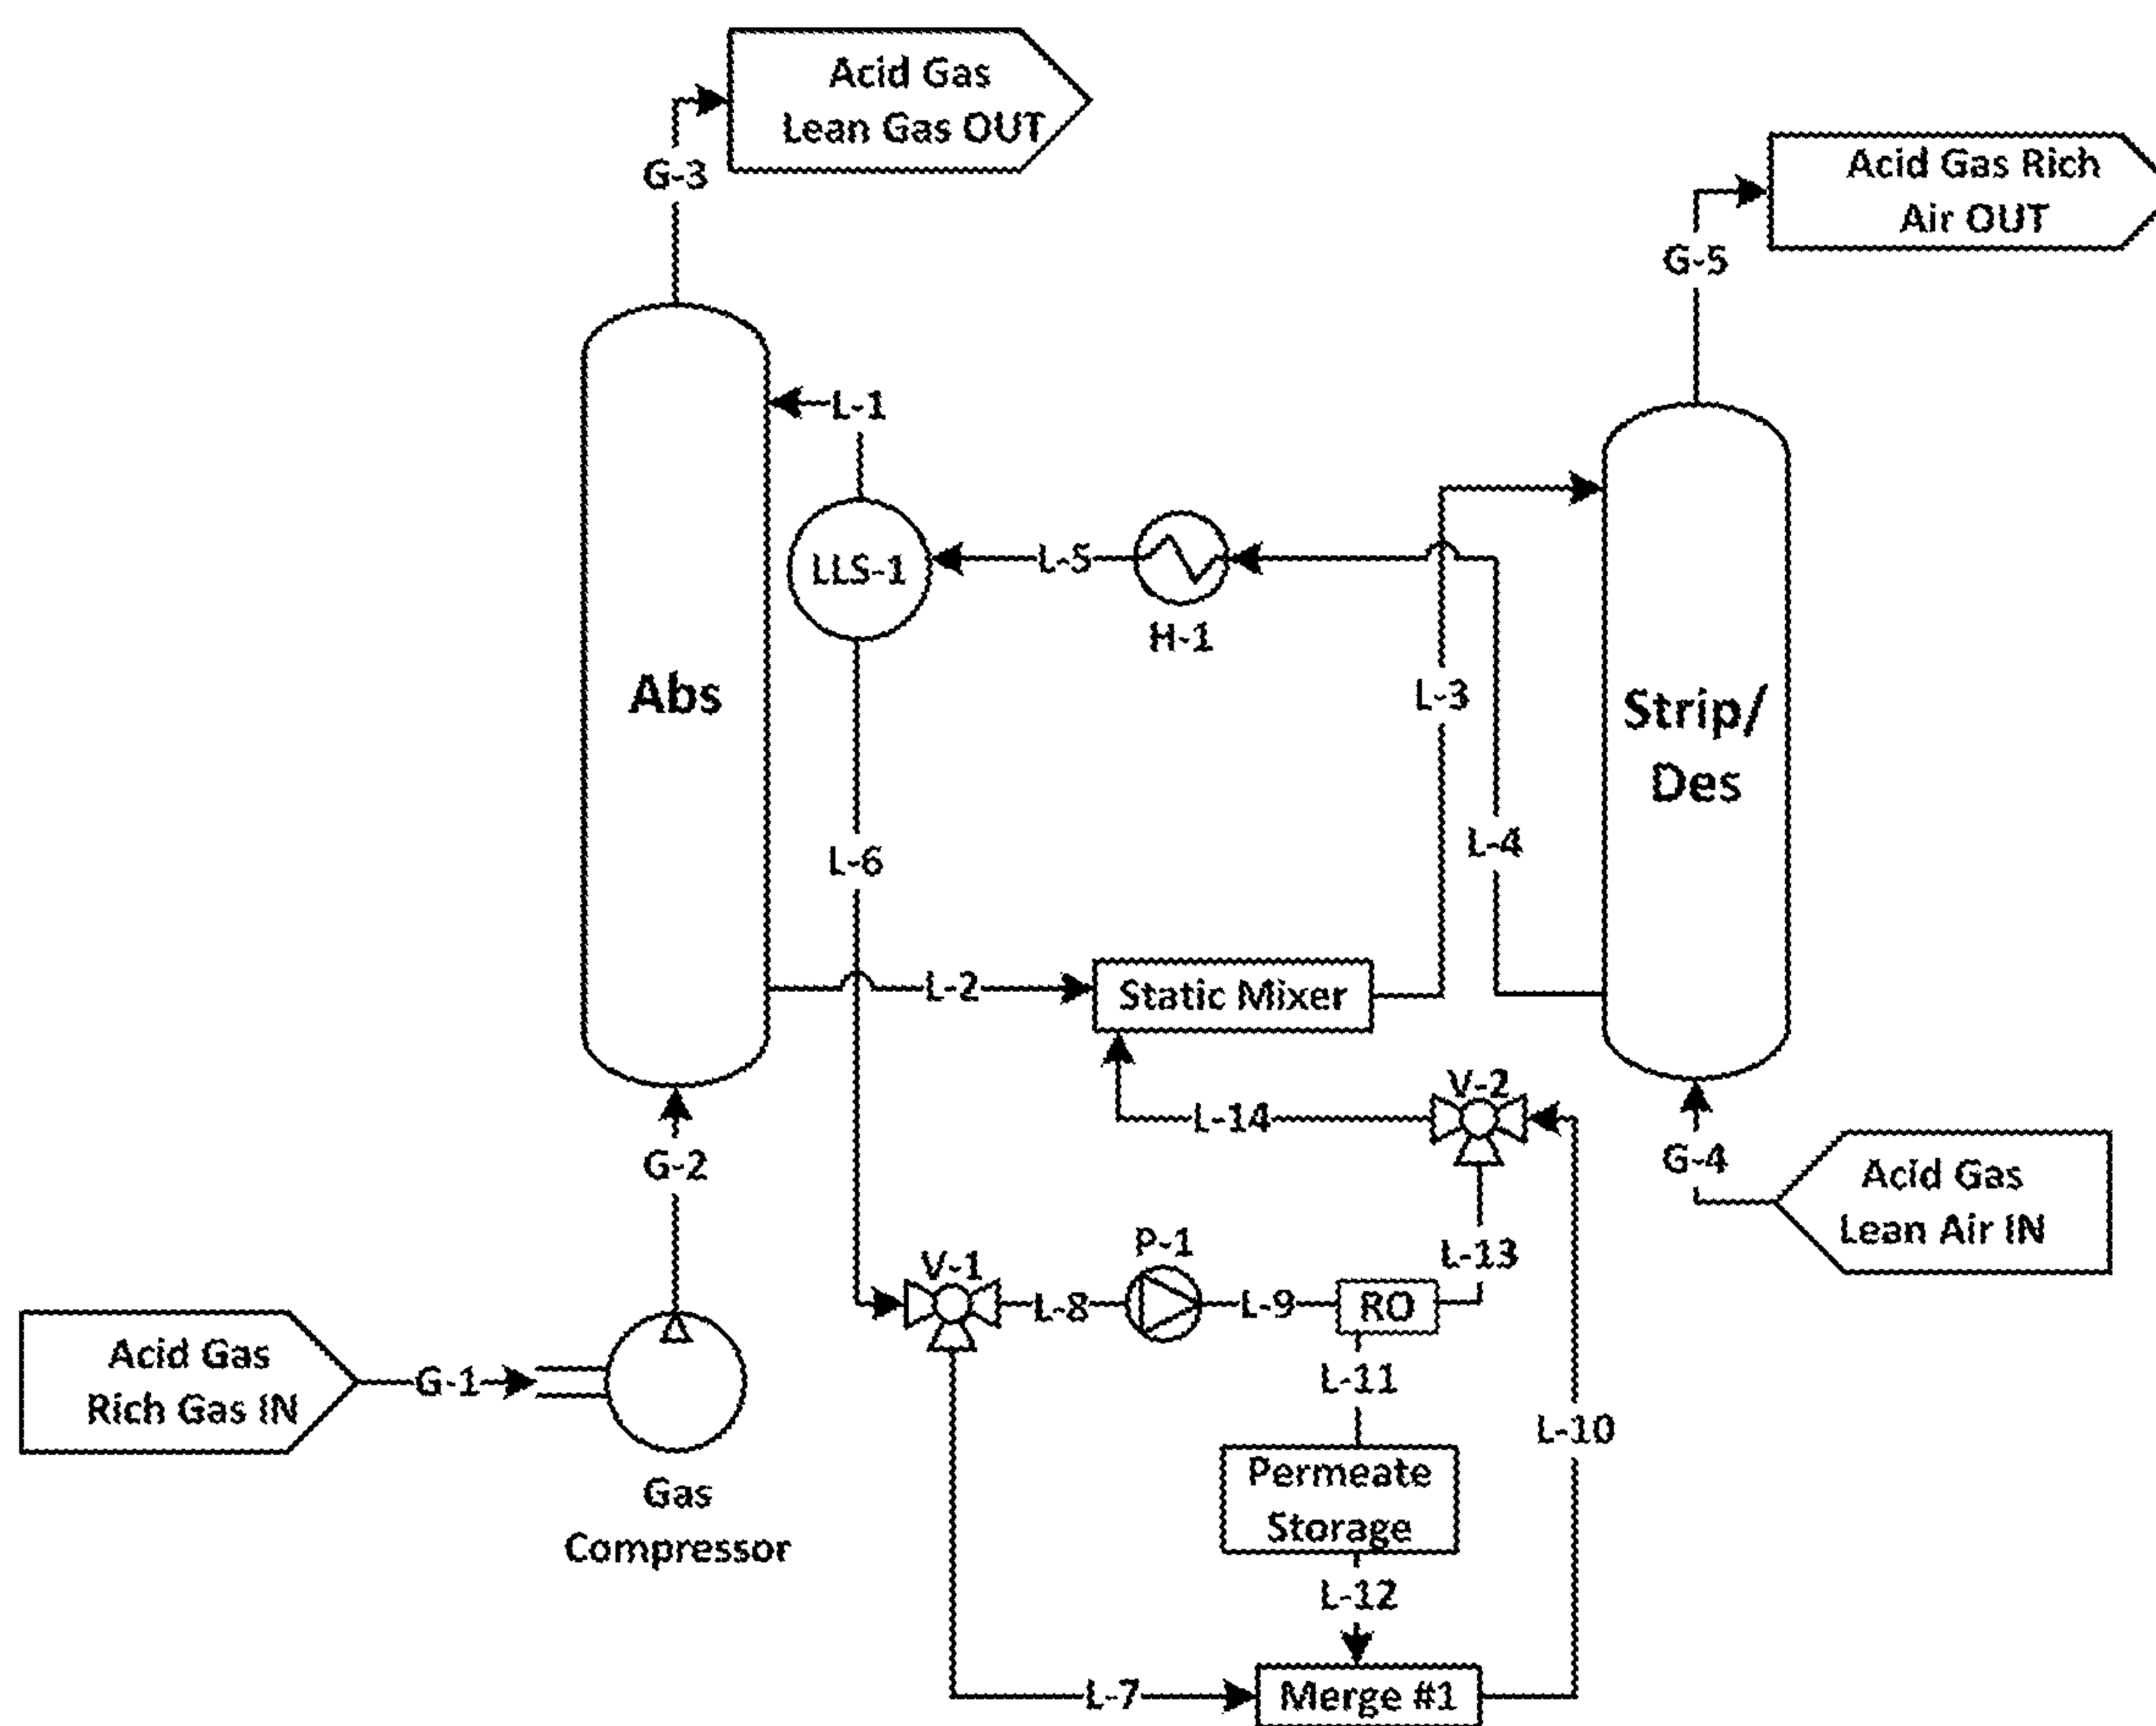 Acid Gas
Lean Gas OUT
Acid Gas Rich
Air OUT
G-3
G-5
L-1
LLS-1
L-5
H-1
Abs
L-3
Strip/
Des
L-4
L-6
L-2
Static Mixer
V-2
L-14
G-2
G-4
Acid Gas
Lean Air IN
P-1
L-13
V-1
L-8
L-9
RO
Acid Gas
Rich Gas IN
G-1
L-11
L-10
Gas
Compressor
Permeate
Storage
L-12
L-7
Merge #1